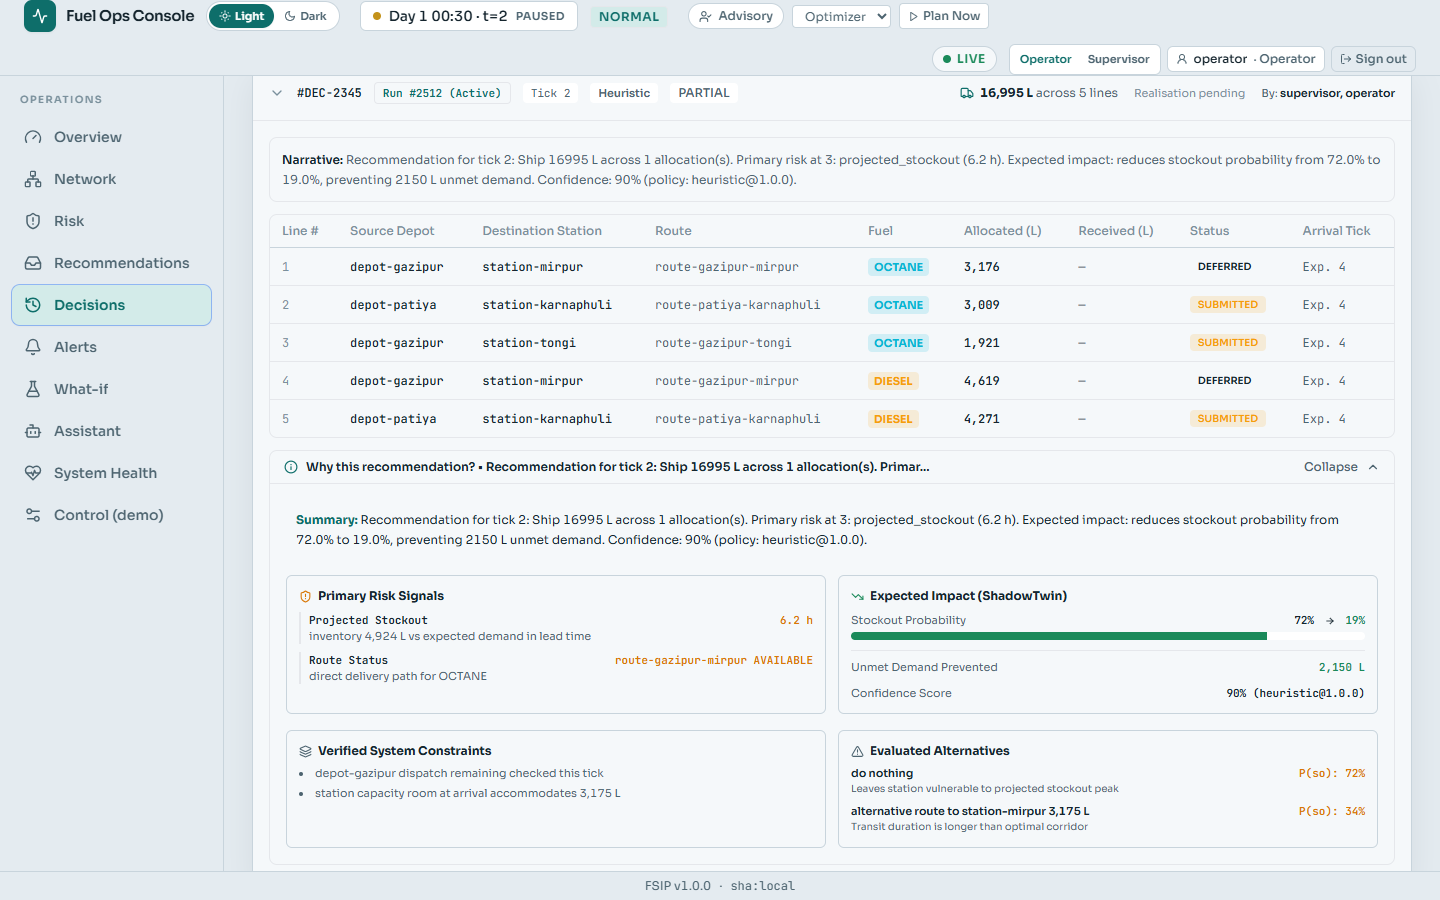 Fuel Ops Console
Light Dark
Day 1 00:30 · t=2 PAUSED
NORMAL
Advisory
Optimizer
Plan Now
LIVE
Operator Supervisor
operator · Operator
Sign out
OPERATIONS
Overview
Network
Risk
Recommendations
Decisions
Alerts
What-if
Assistant
System Health
Control (demo)
#DEC-2345 Run #2512 (Active) Tick 2 Heuristic PARTIAL 16,995 L across 5 lines Realisation pending By: supervisor, operator
Narrative: Recommendation for tick 2: Ship 16995 L across 1 allocation(s). Primary risk at 3: projected_stockout (6.2 h). Expected impact: reduces stockout probability from 72.0% to
19.0%, preventing 2150 L unmet demand. Confidence: 90% (policy: heuristic@1.0.0).
Line # Source Depot Destination Station Route Fuel Allocated (L) Received (L) Status Arrival Tick
1 depot-gazipur station-mirpur route-gazipur-mirpur OCTANE 3,176 – DEFERRED Exp. 4
2 depot-patiya station-karnaphuli route-patiya-karnaphuli OCTANE 3,009 – SUBMITTED Exp. 4
3 depot-gazipur station-tongi route-gazipur-tongi OCTANE 1,921 – SUBMITTED Exp. 4
4 depot-gazipur station-mirpur route-gazipur-mirpur DIESEL 4,619 – DEFERRED Exp. 4
5 depot-patiya station-karnaphuli route-patiya-karnaphuli DIESEL 4,271 – SUBMITTED Exp. 4
Why this recommendation? • Recommendation for tick 2: Ship 16995 L across 1 allocation(s). Primar... Collapse
Summary: Recommendation for tick 2: Ship 16995 L across 1 allocation(s). Primary risk at 3: projected_stockout (6.2 h). Expected impact: reduces stockout probability from
72.0% to 19.0%, preventing 2150 L unmet demand. Confidence: 90% (policy: heuristic@1.0.0).
Primary Risk Signals
Projected Stockout 6.2 h
inventory 4,924 L vs expected demand in lead time
Route Status route-gazipur-mirpur AVAILABLE
direct delivery path for OCTANE
Expected Impact (ShadowTwin)
Stockout Probability 72% → 19%
Unmet Demand Prevented 2,150 L
Confidence Score 90% (heuristic@1.0.0)
Verified System Constraints
• depot-gazipur dispatch remaining checked this tick
• station capacity room at arrival accommodates 3,175 L
Evaluated Alternatives
do nothing P(so): 72%
Leaves station vulnerable to projected stockout peak
alternative route to station-mirpur 3,175 L P(so): 34%
Transit duration is longer than optimal corridor
FSIP v1.0.0 · sha:local